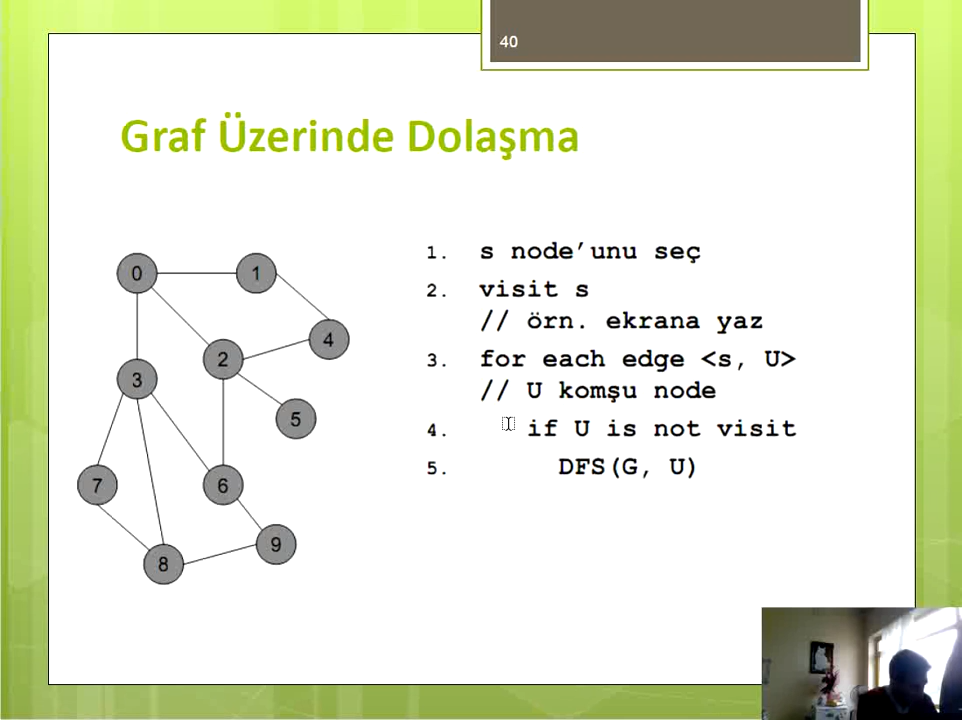 40
Graf Üzerinde Dolaşma
0
1
2
3
4
5
6
7
8
9
1. s node’unu seç
2. visit s
// örn. ekrana yaz
3. for each edge <s, U>
// U komşu node
4. if U is not visit
5. DFS(G, U)